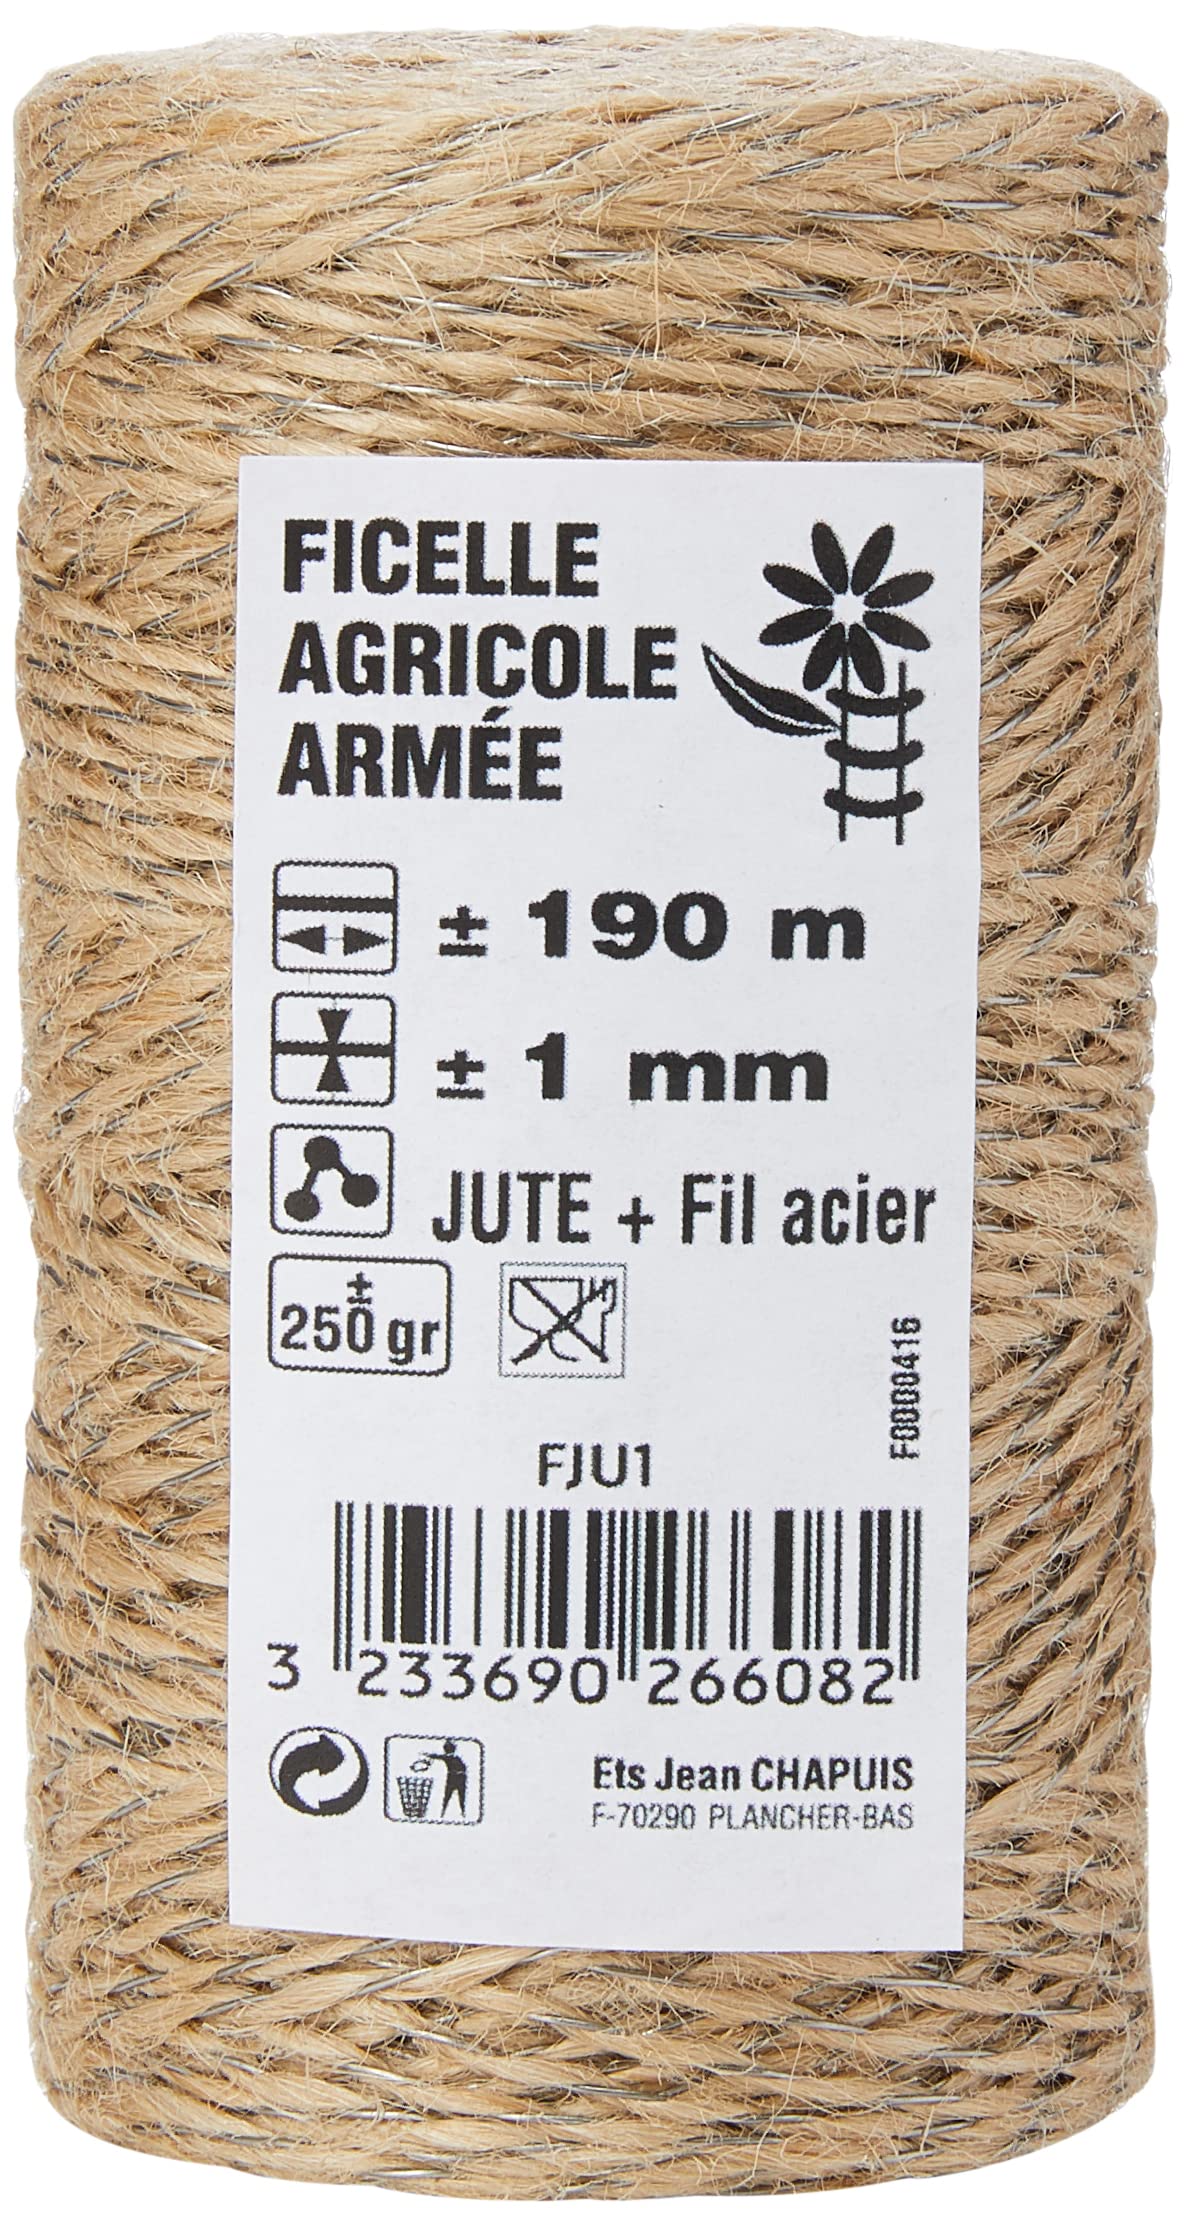 FICELLE
AGRICOLE
ARMÉE
± 190 m
± 1 mm
JUTE + Fil acier
±
250 gr
F0000416
FJU1
3 233690 266082
Ets Jean CHAPUIS
F-70290 PLANCHER-BAS